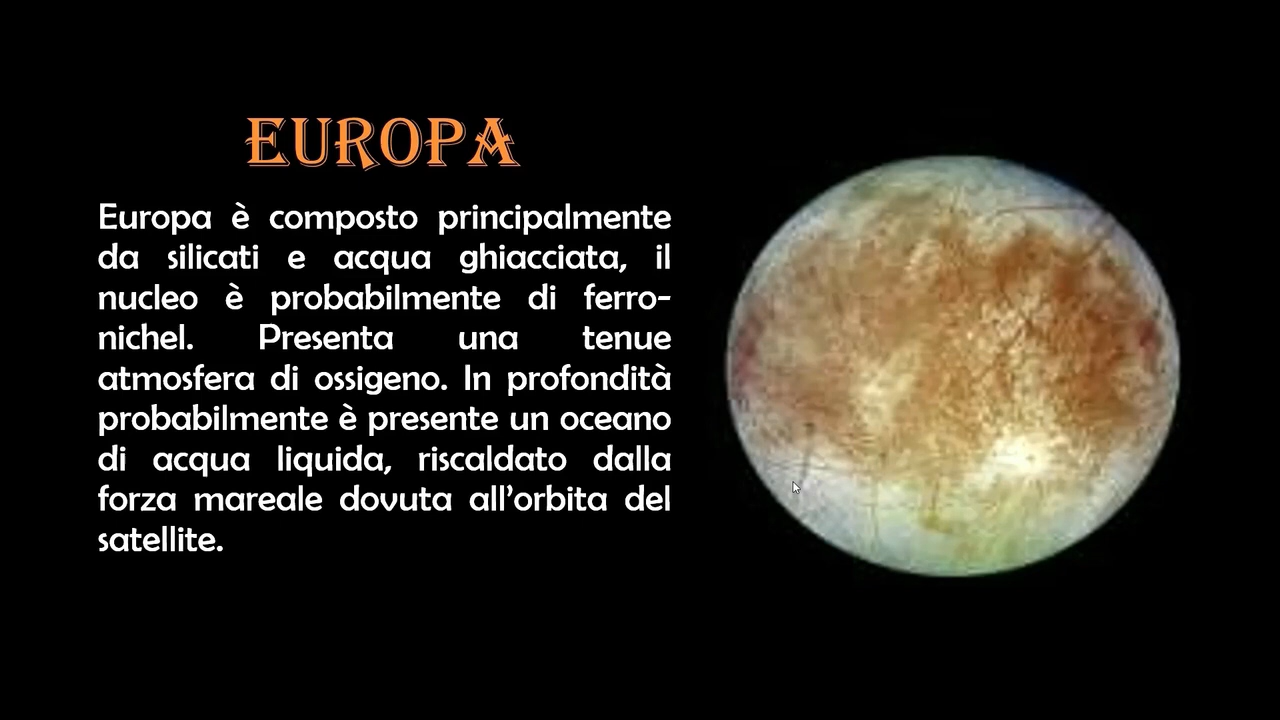 EUROPA
Europa è composto principalmente
da silicati e acqua ghiacciata, il
nucleo è probabilmente di ferro-
nichel. Presenta una tenue
atmosfera di ossigeno. In profondità
probabilmente è presente un oceano
di acqua liquida, riscaldato dalla
forza mareale dovuta all’orbita del
satellite.